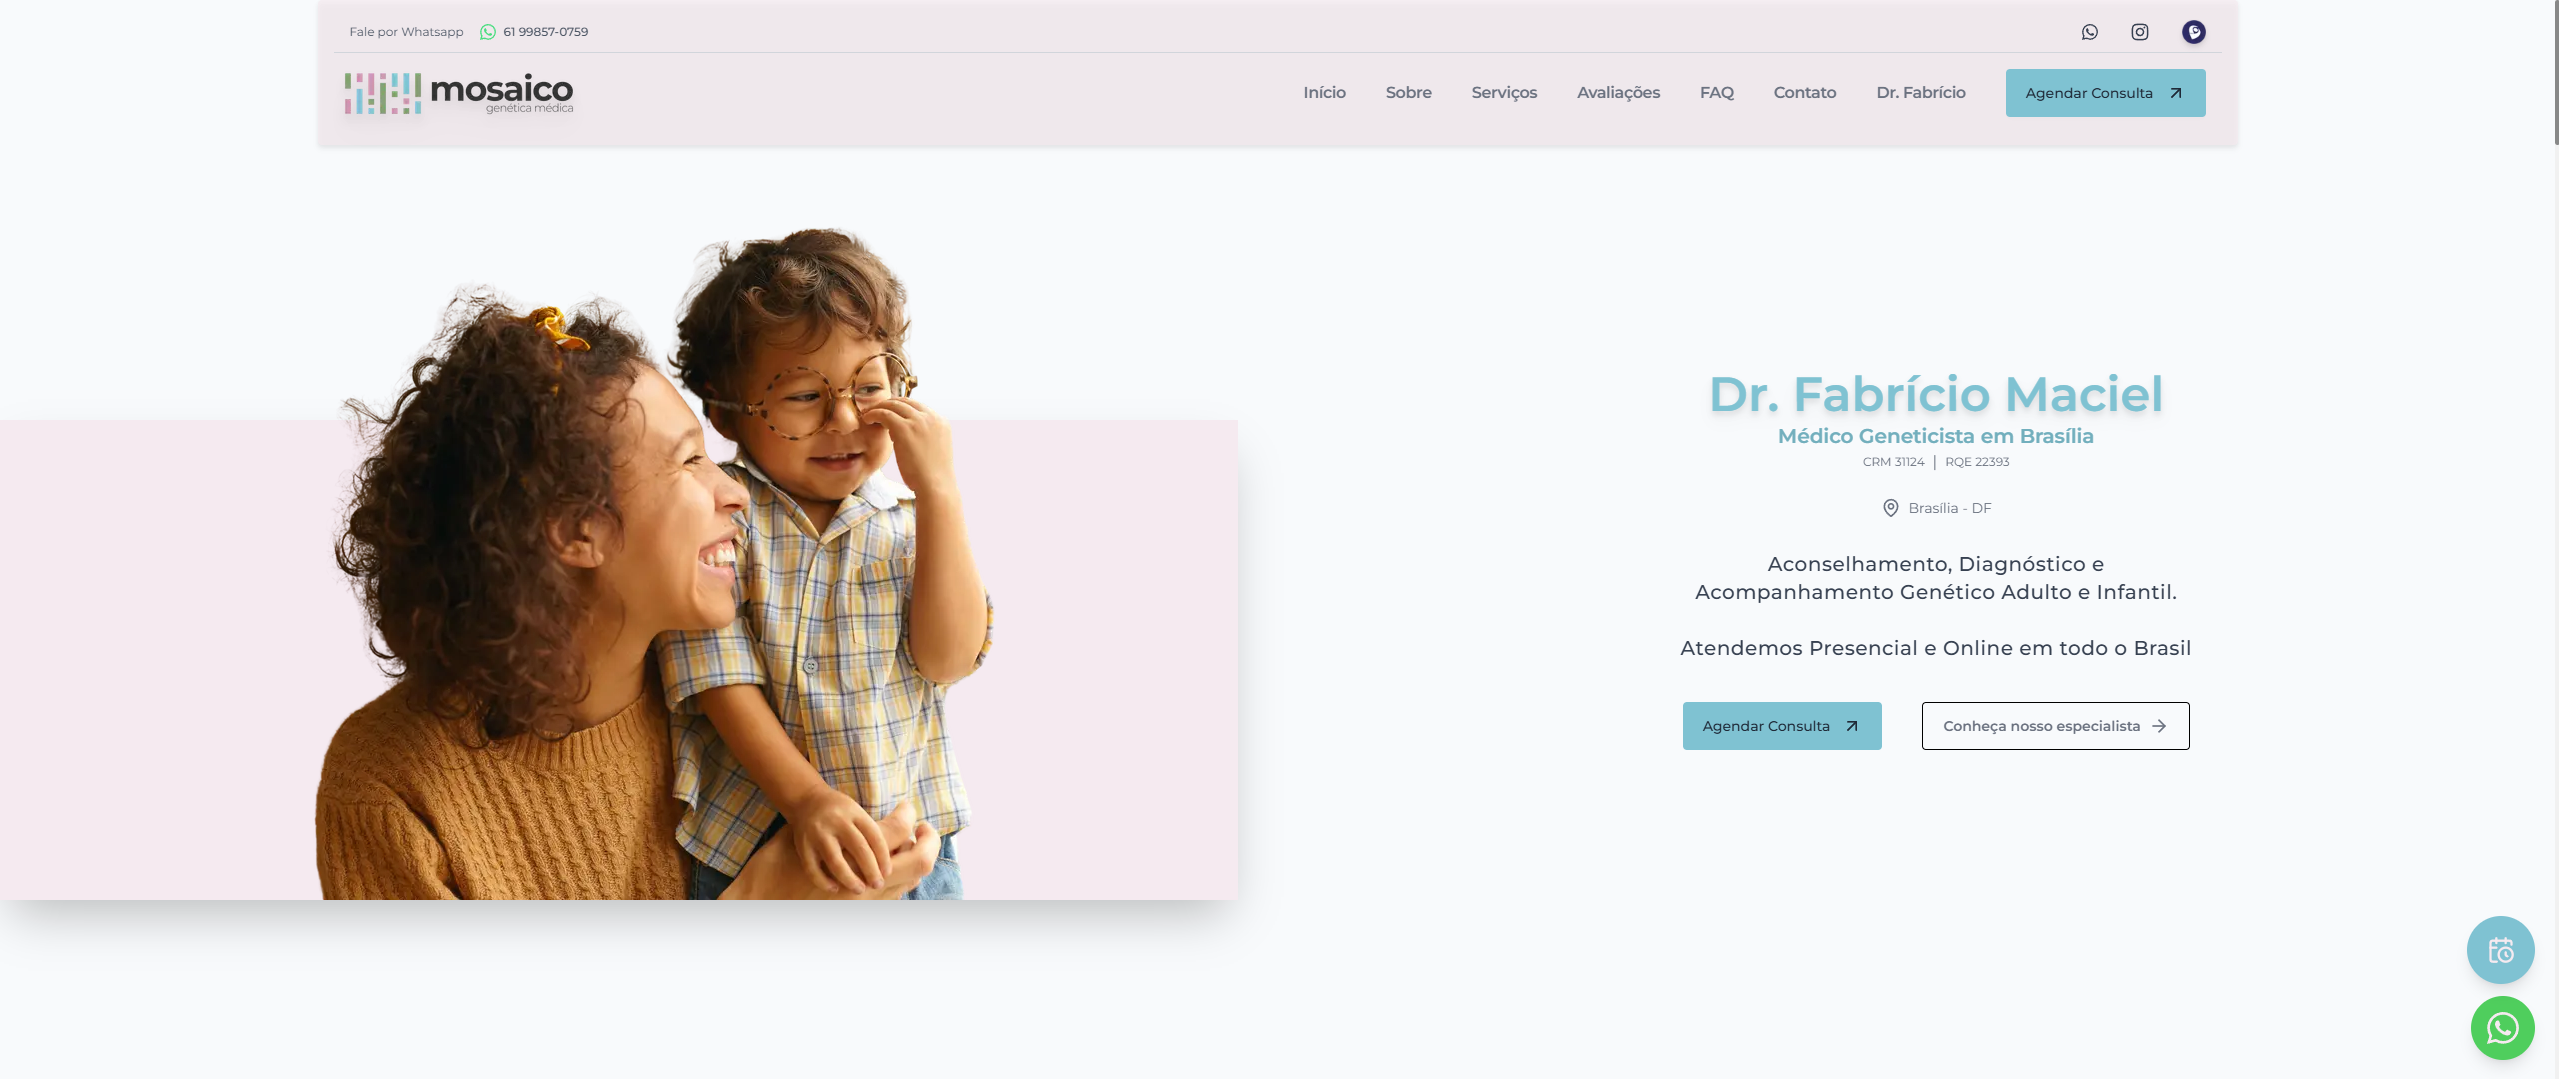 Fale por Whatsapp 61 99857-0759
mosaico
genética médica
Início Sobre Serviços Avaliações FAQ Contato Dr. Fabrício Agendar Consulta
Dr. Fabrício Maciel
Médico Geneticista em Brasília
CRM 31124 | RQE 22393
Brasília - DF
Aconselhamento, Diagnóstico e
Acompanhamento Genético Adulto e Infantil.
Atendemos Presencial e Online em todo o Brasil
Agendar Consulta Conheça nosso especialista